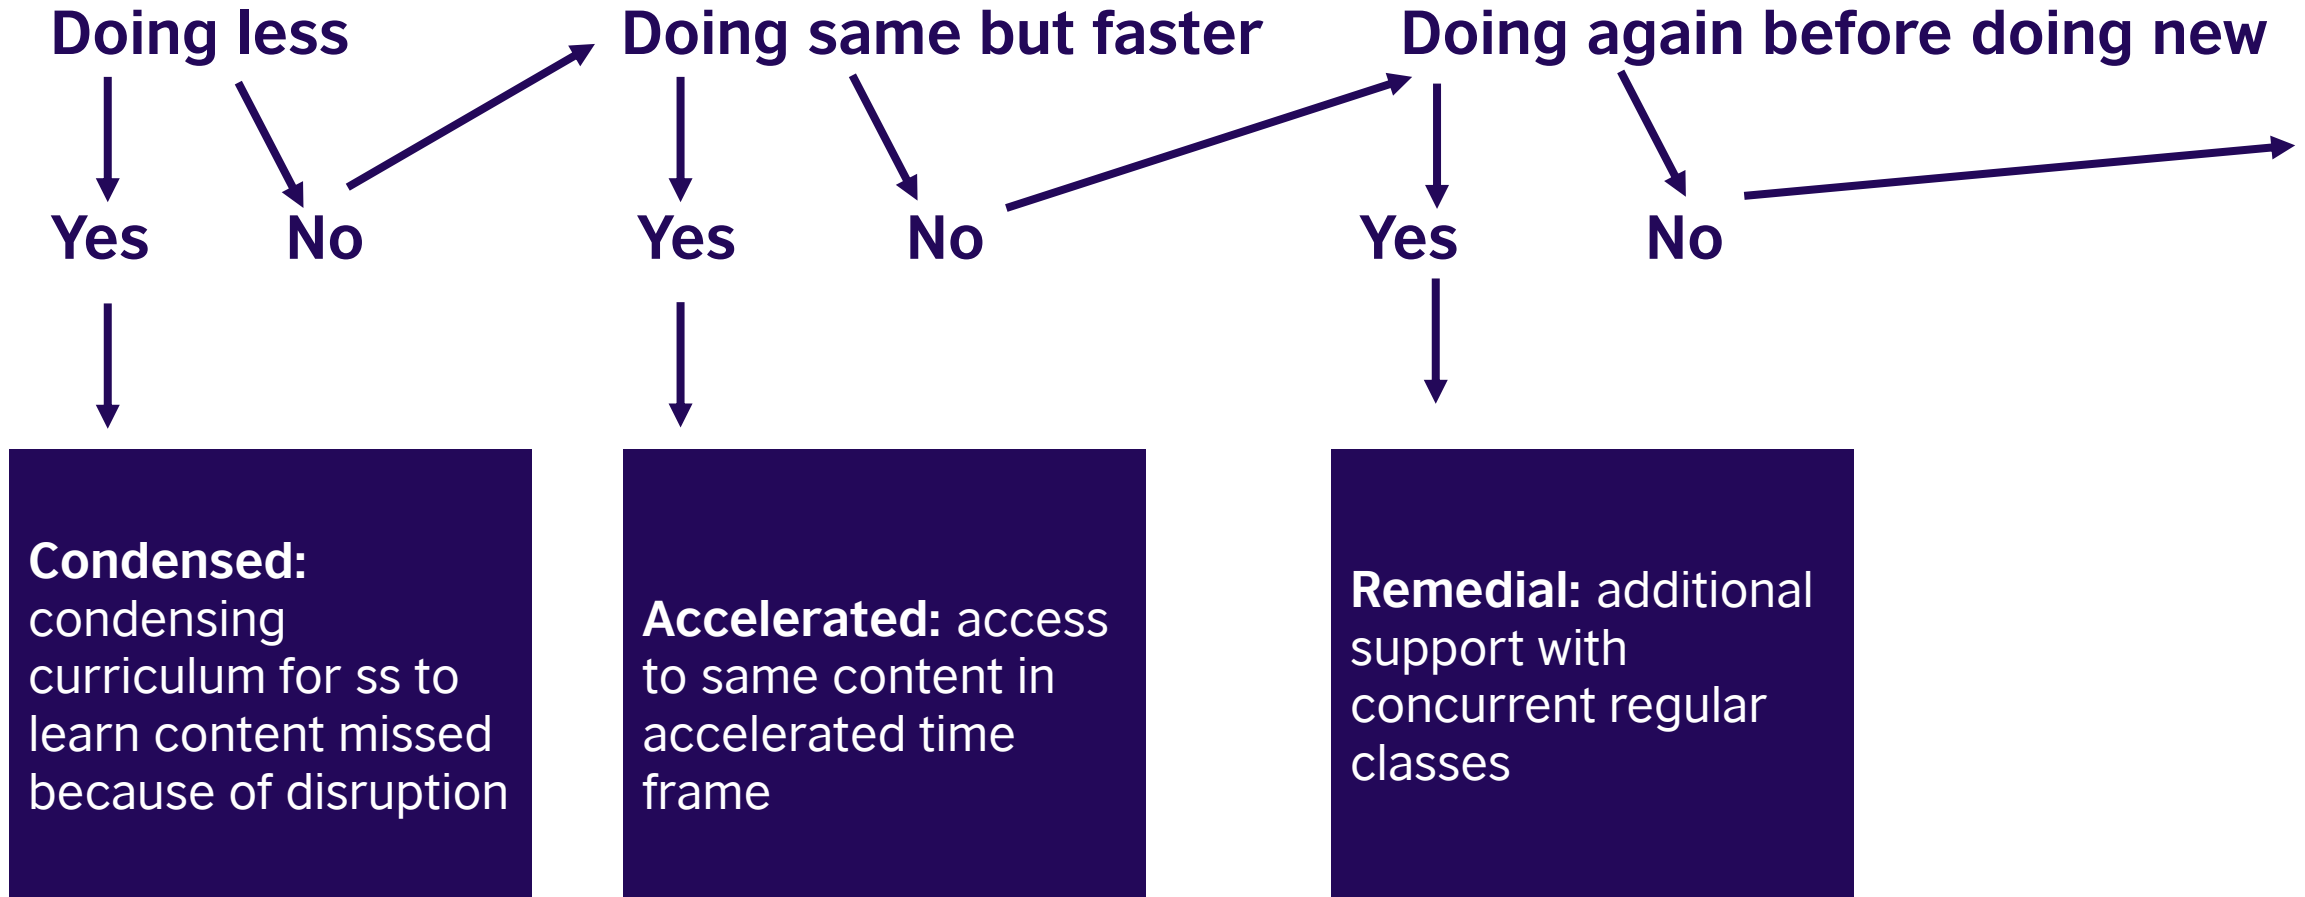 Doing less
Doing same but faster
Doing again before doing new
Yes
No
Yes
No
Yes
No
Condensed:
condensing
curriculum for ss to
learn content missed
because of disruption
Accelerated: access
to same content in
accelerated time
frame
Remedial: additional
support with
concurrent regular
classes